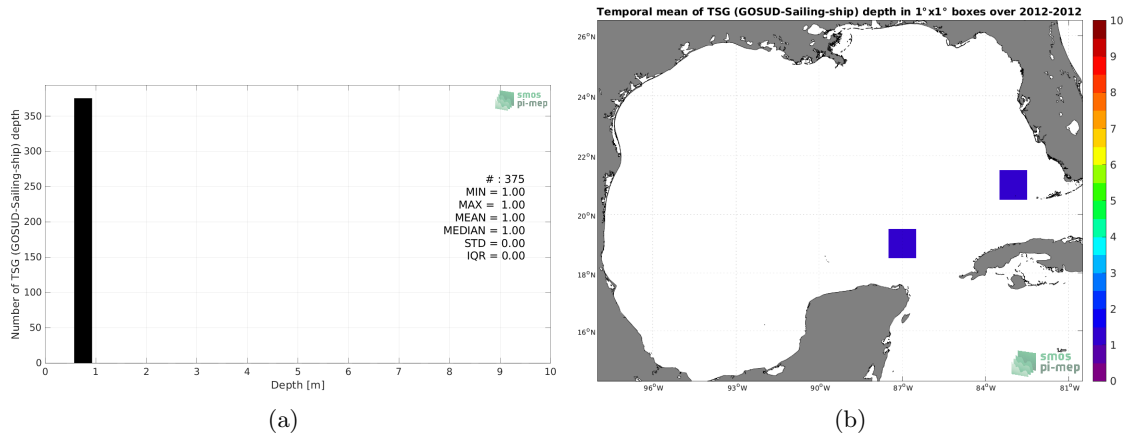 Temporal mean of TSG (GOSUD-Sailing-ship) depth in 1°x1° boxes over 2012-2012
Number of TSG (GOSUD-Sailing-ship) depth
350
300
250
200
150
100
50
0
smos
pi-mep
# : 375
MIN = 1.00
MAX = 1.00
MEAN = 1.00
MEDIAN = 1.00
STD = 0.00
IQR = 0.00
0 1 2 3 4 5 6 7 8 9 10
Depth [m]
(a)
26°N
24°N
22°N
20°N
18°N
16°N
96°W 93°W 90°W 87°W 84°W 81°W
smos
pi-mep
10
9
8
7
6
5
4
3
2
1
0
(b)